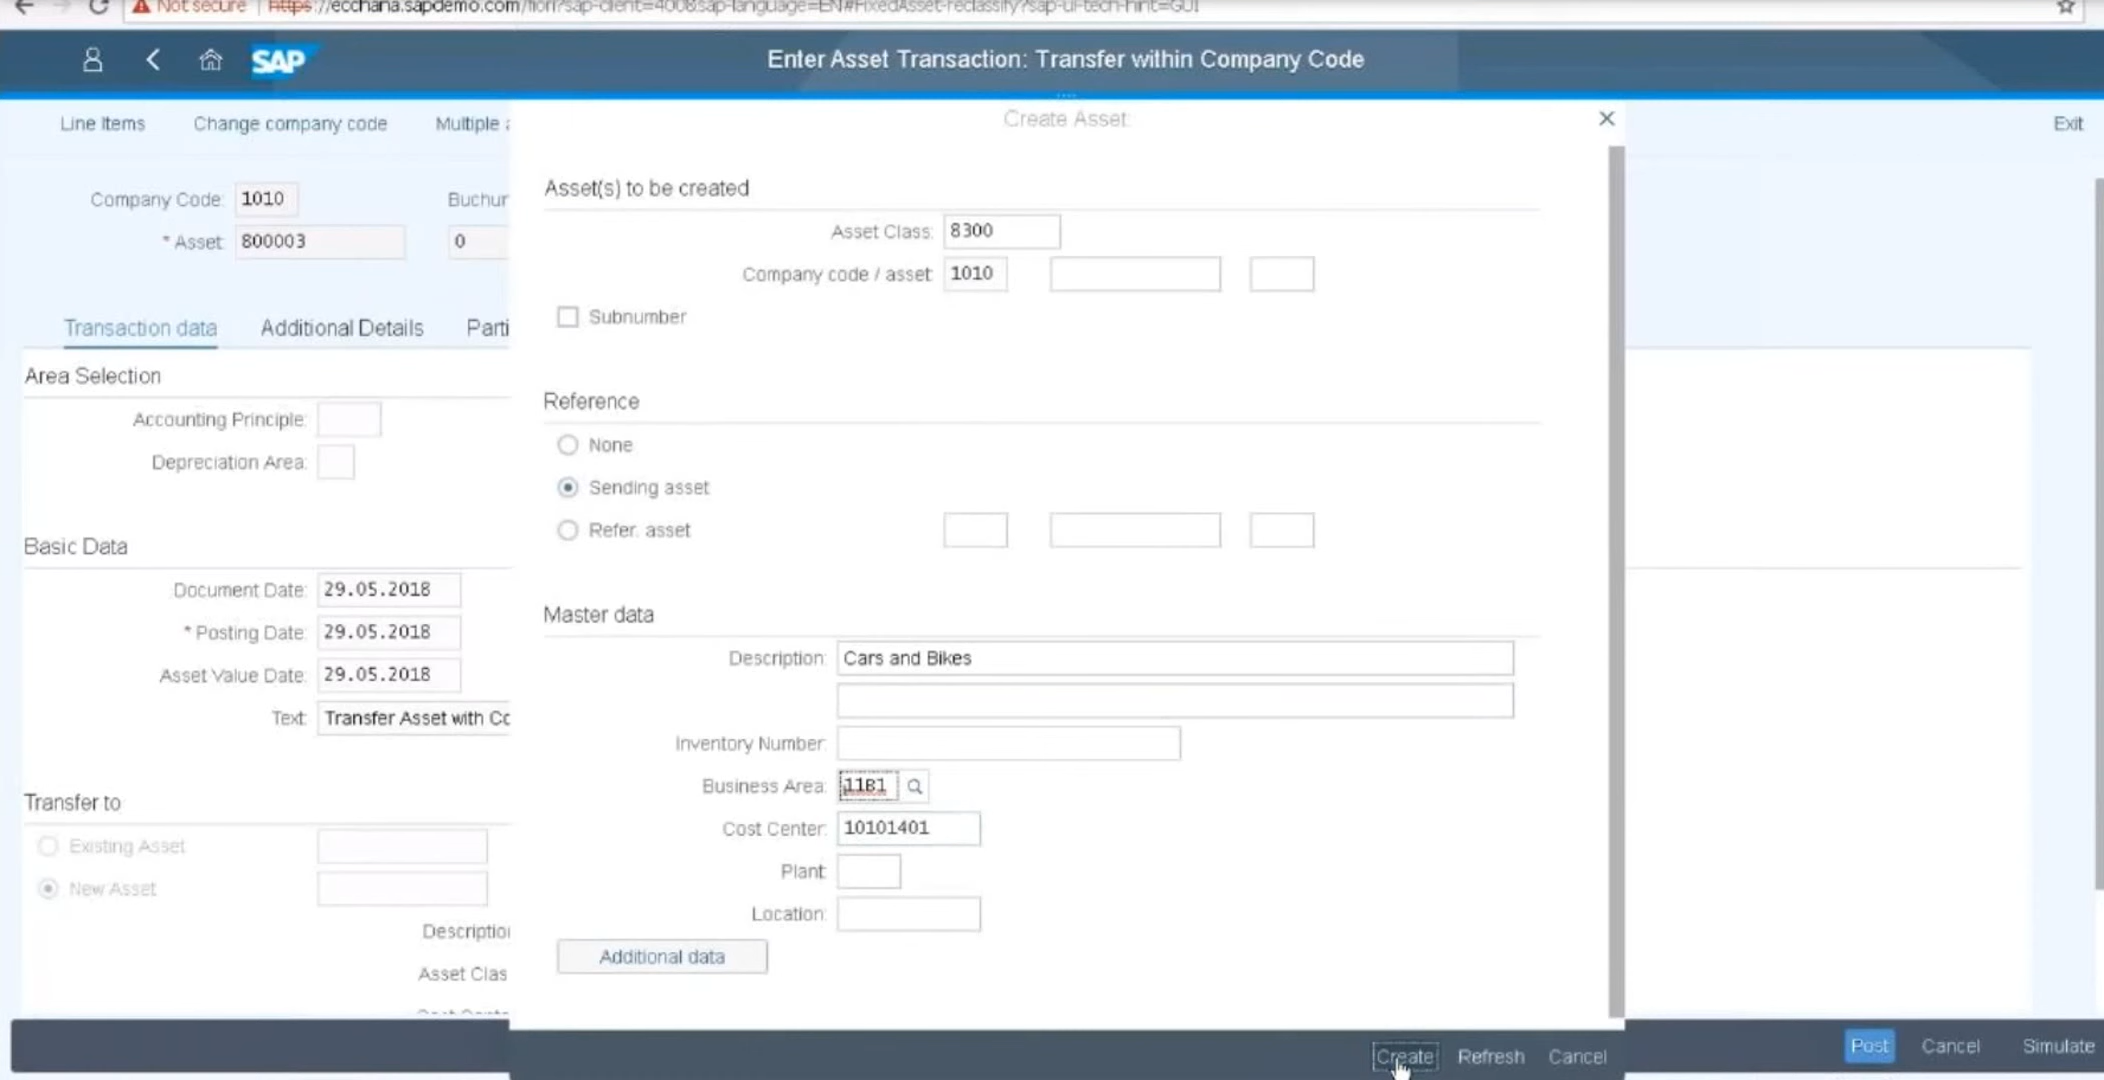 Not secure https://ecchana.sapdemo.com/fiori?sap-client=400&sap-language=EN#FixedAsset-reclassify?sap-ui-tech-hint=GUI
SAP Enter Asset Transaction: Transfer within Company Code
Line Items Change company code Multiple Exit
Create Asset:
Company Code: 1010 Buchur
* Asset: 800003 0
Transaction data Additional Details Parti
Area Selection
Accounting Principle:
Depreciation Area:
Basic Data
Document Date: 29.05.2018
* Posting Date: 29.05.2018
Asset Value Date: 29.05.2018
Text: Transfer Asset with Co
Transfer to
Existing Asset
New Asset
Descriptio
Asset Clas
Asset(s) to be created
Asset Class: 8300
Company code / asset: 1010
Subnumber
Reference
None
Sending asset
Refer. asset
Master data
Description: Cars and Bikes
Inventory Number:
Business Area: 11B1
Cost Center: 10101401
Plant:
Location:
Additional data
Create Refresh Cancel
Post Cancel Simulate